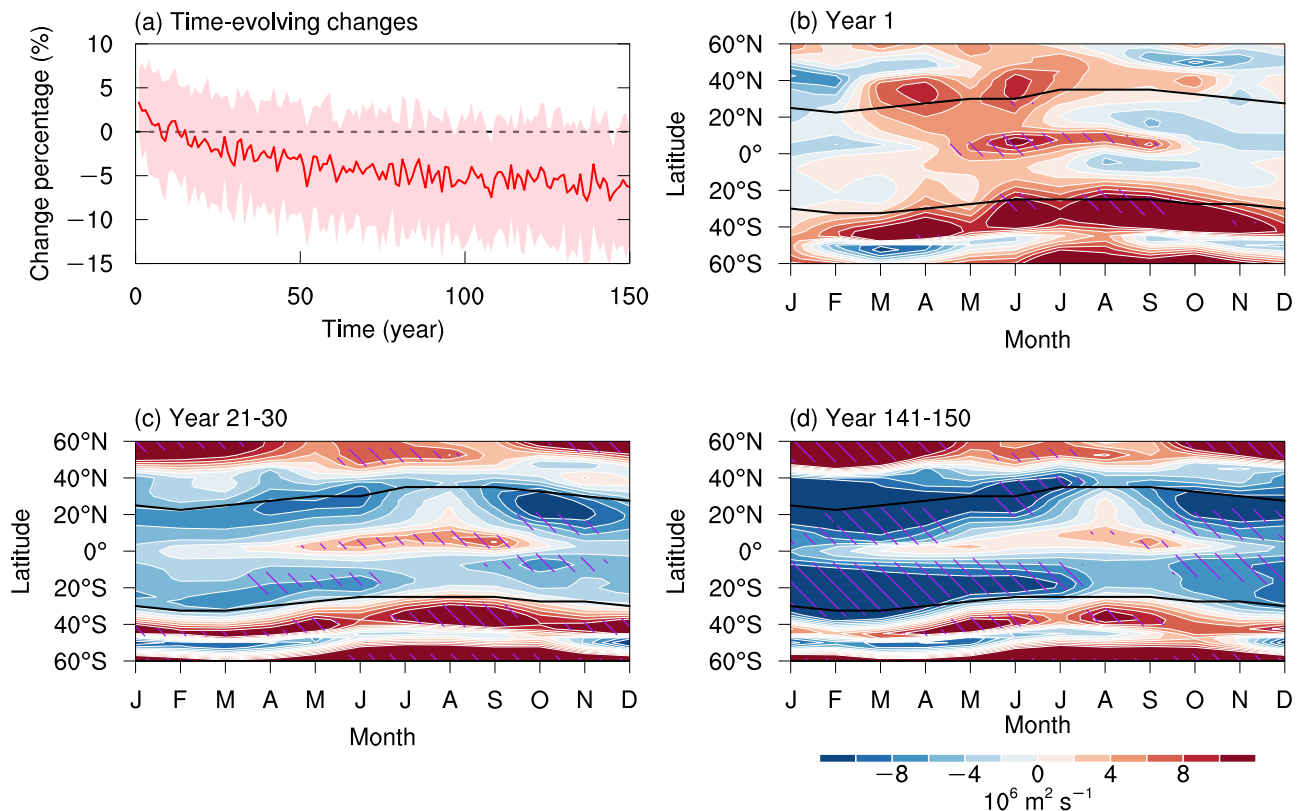 (a) Time-evolving changes
Change percentage (%)
10
5
0
−5
−10
−15
0 50 100 150
Time (year)
(b) Year 1
Latitude
60°N
40°N
20°N
0°
20°S
40°S
60°S
J F M A M J J A S O N D
Month
(c) Year 21-30
Latitude
60°N
40°N
20°N
0°
20°S
40°S
60°S
J F M A M J J A S O N D
Month
(d) Year 141-150
Latitude
60°N
40°N
20°N
0°
20°S
40°S
60°S
J F M A M J J A S O N D
Month
−8 −4 0 4 8
10⁶ m² s⁻¹